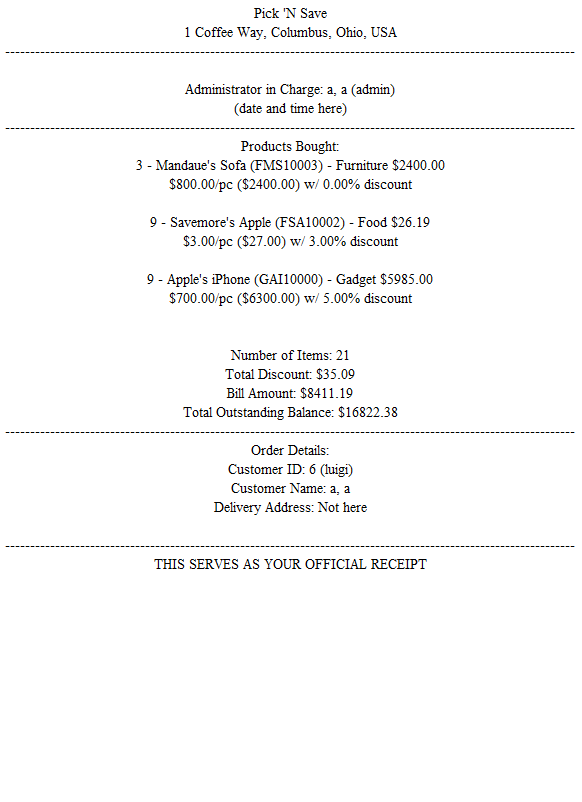 Pick 'N Save
1 Coffee Way, Columbus, Ohio, USA
------------------------------------------------------------------------------------------------------------------
Administrator in Charge: a, a (admin)
(date and time here)
------------------------------------------------------------------------------------------------------------------
Products Bought:
3 - Mandaue's Sofa (FMS10003) - Furniture $2400.00
$800.00/pc ($2400.00) w/ 0.00% discount
9 - Savemore's Apple (FSA10002) - Food $26.19
$3.00/pc ($27.00) w/ 3.00% discount
9 - Apple's iPhone (GAI10000) - Gadget $5985.00
$700.00/pc ($6300.00) w/ 5.00% discount
Number of Items: 21
Total Discount: $35.09
Bill Amount: $8411.19
Total Outstanding Balance: $16822.38
------------------------------------------------------------------------------------------------------------------
Order Details:
Customer ID: 6 (luigi)
Customer Name: a, a
Delivery Address: Not here
------------------------------------------------------------------------------------------------------------------
THIS SERVES AS YOUR OFFICIAL RECEIPT